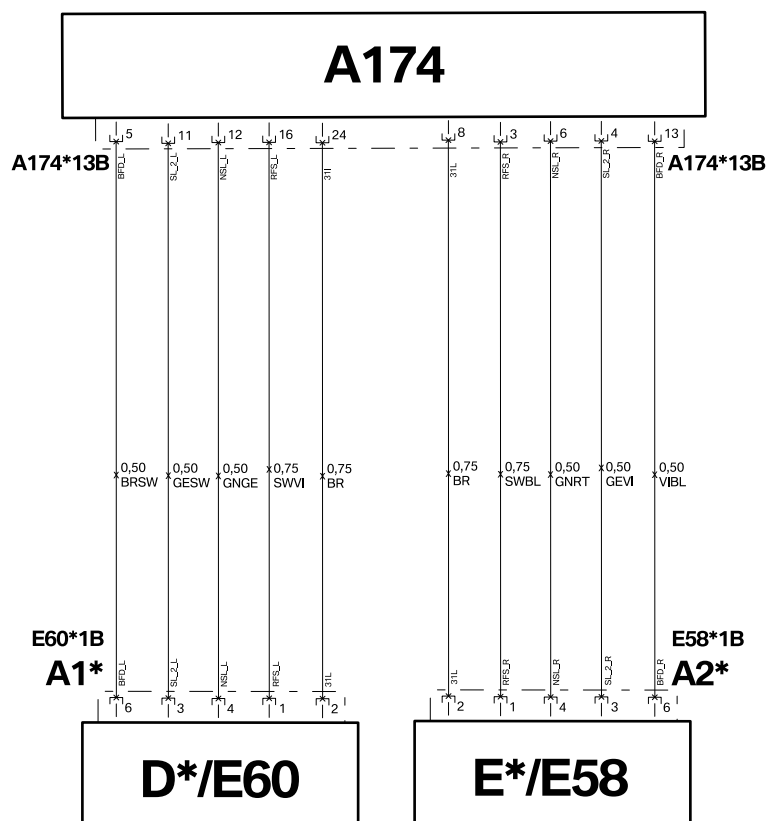 A174
5 11 12 16 24 8 3 6 4 13
A174*13B A174*13B
BFD_L SL_2_L NSL_L RFS_L 31L 31L RFS_R NSL_R SL_2_R BFD_R
0,50 0,50 0,50 0,75 0,75 0,75 0,75 0,50 0,50 0,50
BRSW GESW GNGE SWVI BR BR SWBL GNRT GEVI VIBL
E60*1B E58*1B
A1* A2*
BFD_L SL_2_L NSL_L RFS_L 31L 31L RFS_R NSL_R SL_2_R BFD_R
6 3 4 1 2 2 1 4 3 6
D*/E60 E*/E58